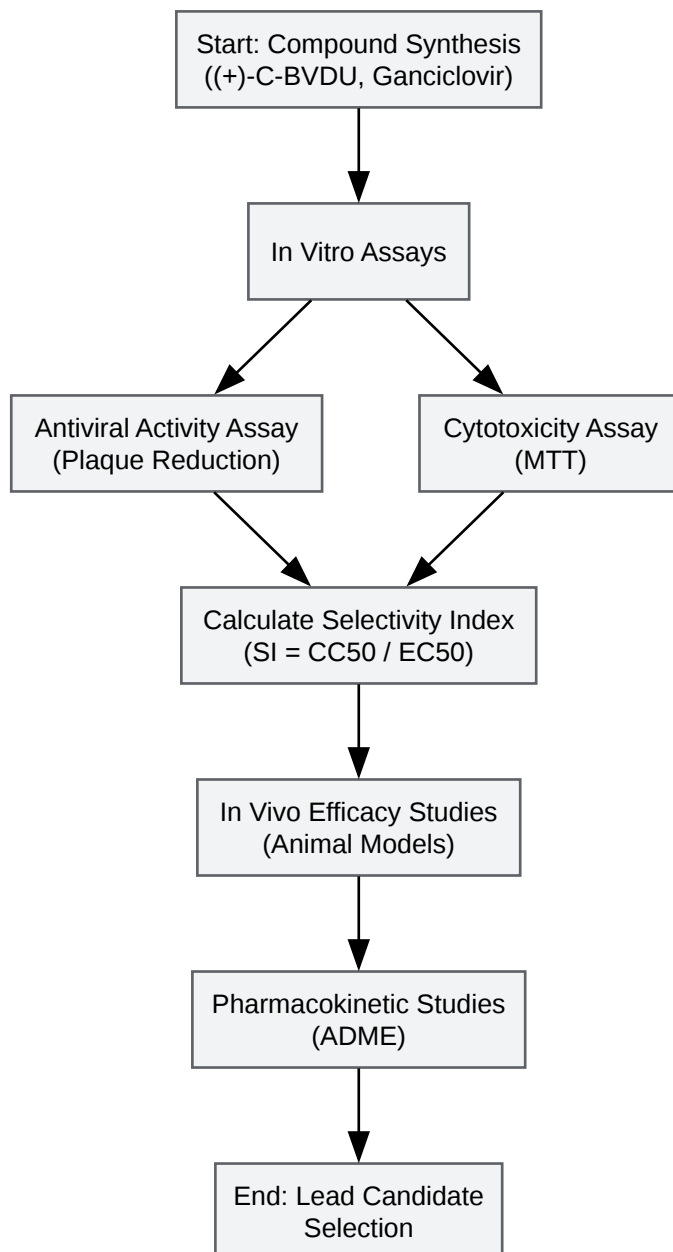 Start: Compound Synthesis
((+)-C-BVDU, Ganciclovir)
In Vitro Assays
Antiviral Activity Assay
(Plaque Reduction)
Cytotoxicity Assay
(MTT)
Calculate Selectivity Index
(SI = CC50 / EC50)
In Vivo Efficacy Studies
(Animal Models)
Pharmacokinetic Studies
(ADME)
End: Lead Candidate
Selection